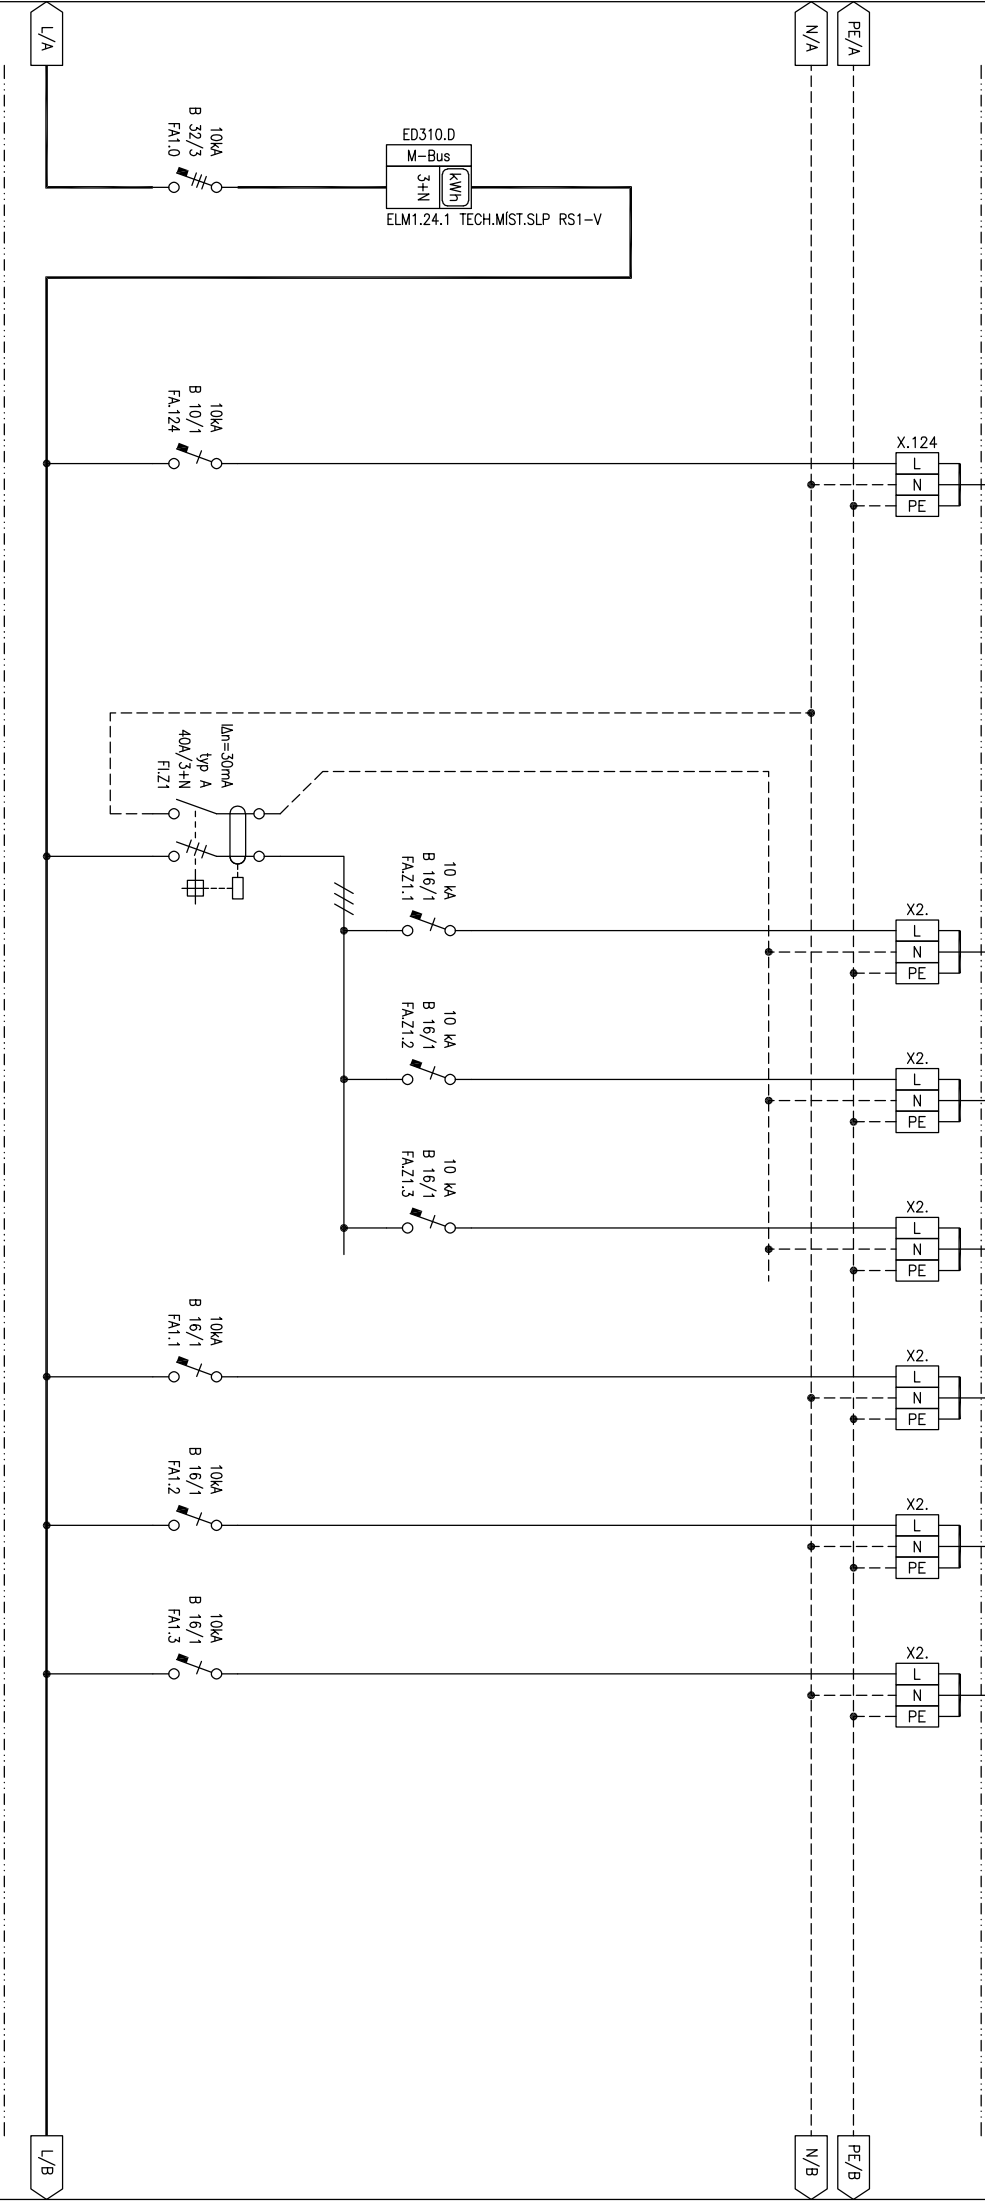 L/A
N/A
PE/A
10kA
B 32/3
FA1.0
ED310.D
M-Bus
3+N
kWh
ELM1.24.1 TECH.MÍST.SLP RS1-V
10kA
B 10/1
FA.124
X.124
L
N
PE
IΔn=30mA
typ A
40A/3+N
FI.Z1
10 kA
B 16/1
FA.Z1.1
X2.
L
N
PE
10 kA
B 16/1
FA.Z1.2
X2.
L
N
PE
10 kA
B 16/1
FA.Z1.3
X2.
L
N
PE
10kA
B 16/1
FA1.1
X2.
L
N
PE
10kA
B 16/1
FA1.2
X2.
L
N
PE
10kA
B 16/1
FA1.3
X2.
L
N
PE
L/B
N/B
PE/B